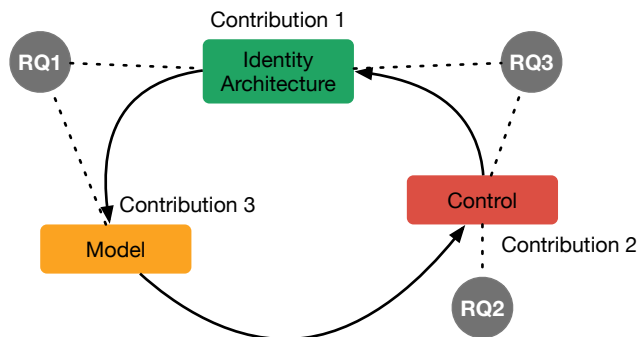 Contribution 1
RQ1
Identity
Architecture
RQ3
Contribution 3
Control
Model
Contribution 2
RQ2